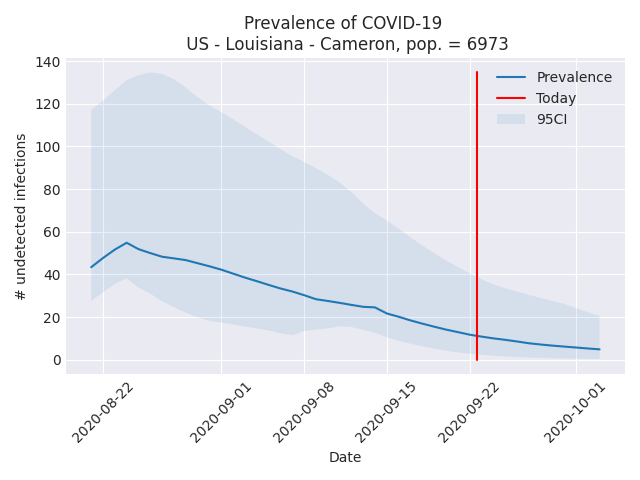 Prevalence of COVID-19
US - Louisiana - Cameron, pop. = 6973
# undetected infections
140
120
100
80
60
40
20
0
Prevalence
Today
95CI
2020-08-22
2020-09-01
2020-09-08
2020-09-15
2020-09-22
2020-10-01
Date